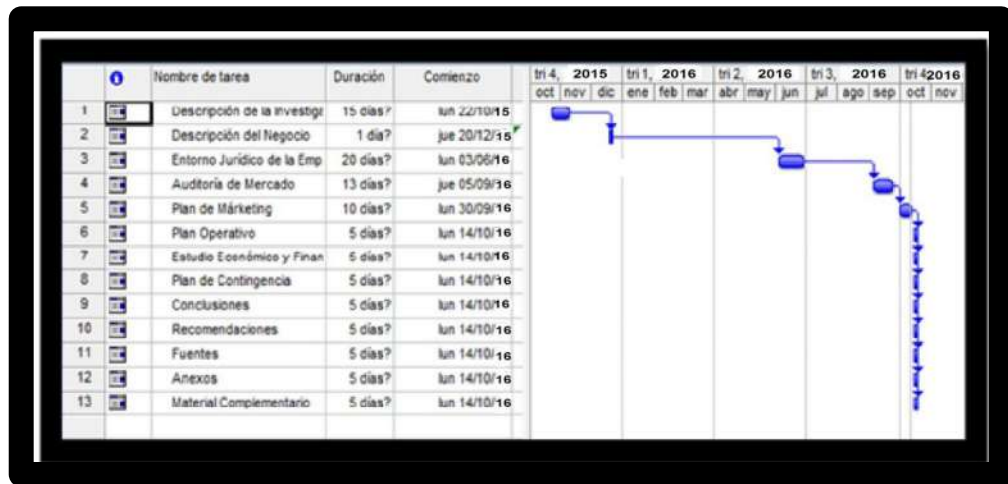 Nombre de tarea Duración Comienzo tri 4, 2015 tri 1, 2016 tri 2, 2016 tri 3, 2016 tri 4 2016
oct nov dic ene feb mar abr may jun jul ago sep oct nov
1 Descripción de la Investiga 15 días? lun 22/10/15
2 Descripción del Negocio 1 día? jue 20/12/15
3 Entorno Jurídico de la Emp 20 días? lun 03/06/16
4 Auditoría de Mercado 13 días? jue 05/09/16
5 Plan de Márketing 10 días? lun 30/09/16
6 Plan Operativo 5 días? lun 14/10/16
7 Estudio Económico y Finan 5 días? lun 14/10/16
8 Plan de Contingencia 5 días? lun 14/10/16
9 Conclusiones 5 días? lun 14/10/16
10 Recomendaciones 5 días? lun 14/10/16
11 Fuentes 5 días? lun 14/10/16
12 Anexos 5 días? lun 14/10/16
13 Material Complementario 5 días? lun 14/10/16